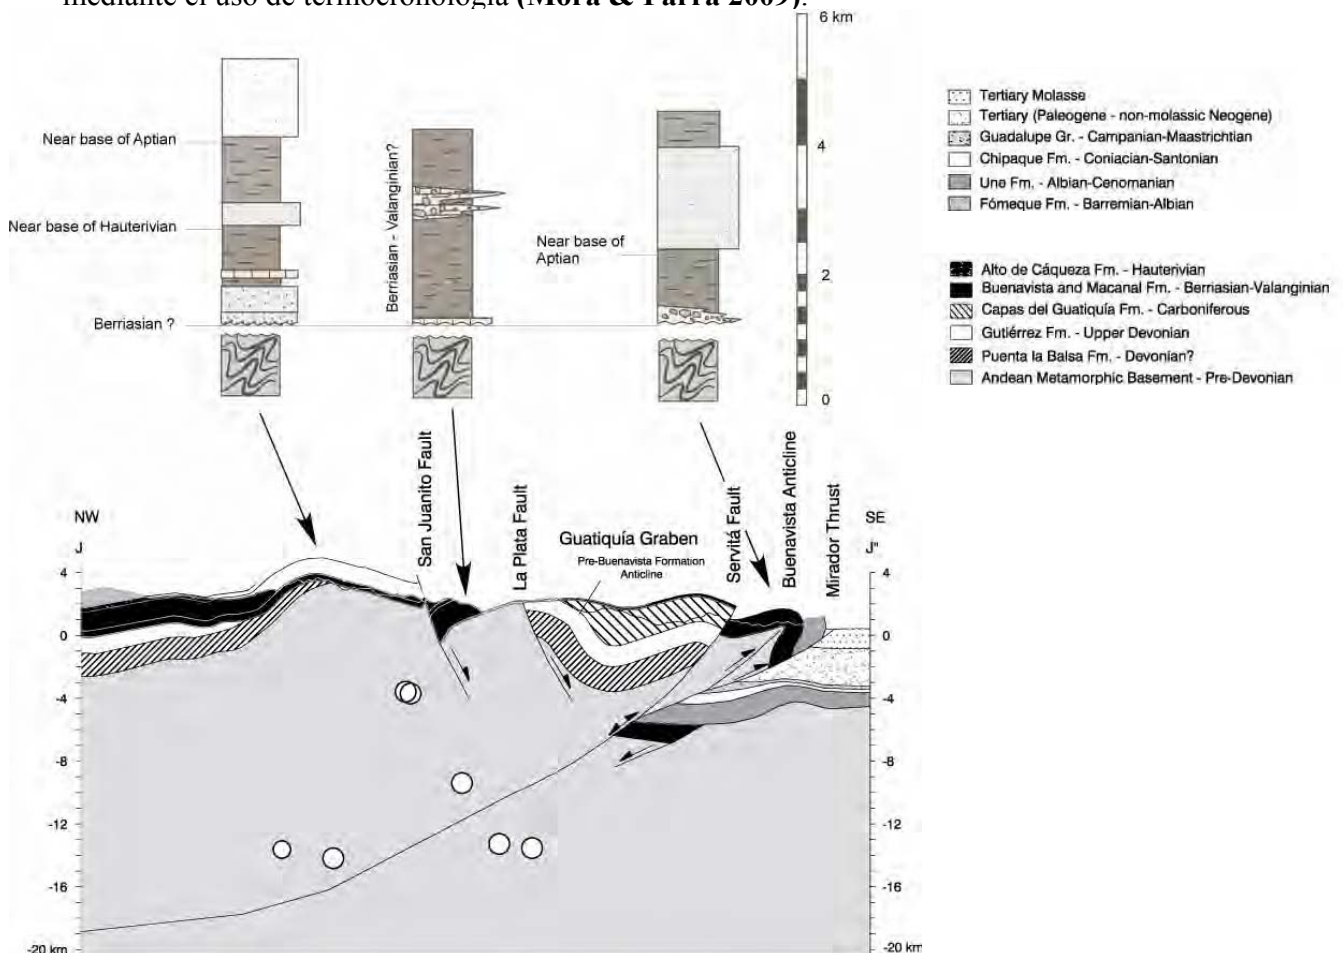 mediante el uso de termocronología (Mora & Parra 2009).
6 km
4
2
0
Near base of Aptian
Near base of Hauterivian
Berriasian ?
Berriasian - Valanginian?
Near base of
Aptian
Tertiary Molasse
Tertiary (Paleogene - non-molassic Neogene)
Guadalupe Gr. - Campanian-Maastrichtian
Chipaque Fm. - Coniacian-Santonian
Une Fm. - Albian-Cenomanian
Fómeque Fm. - Barremian-Albian
Alto de Cáqueza Fm. - Hauterivian
Buenavista and Macanal Fm. - Berriasian-Valanginian
Capas del Guatiquía Fm. - Carboniferous
Gutiérrez Fm. - Upper Devonian
Puenta la Balsa Fm. - Devonian?
Andean Metamorphic Basement - Pre-Devonian
NW
J
San Juanito Fault
La Plata Fault
Guatiquía Graben
Pre-Buenavista Formation
Anticline
Servitá Fault
Buenavista Anticline
Mirador Thrust
SE
J"
4
0
-4
-8
-12
-16
-20 km
4
0
-4
-8
-12
-16
-20 km